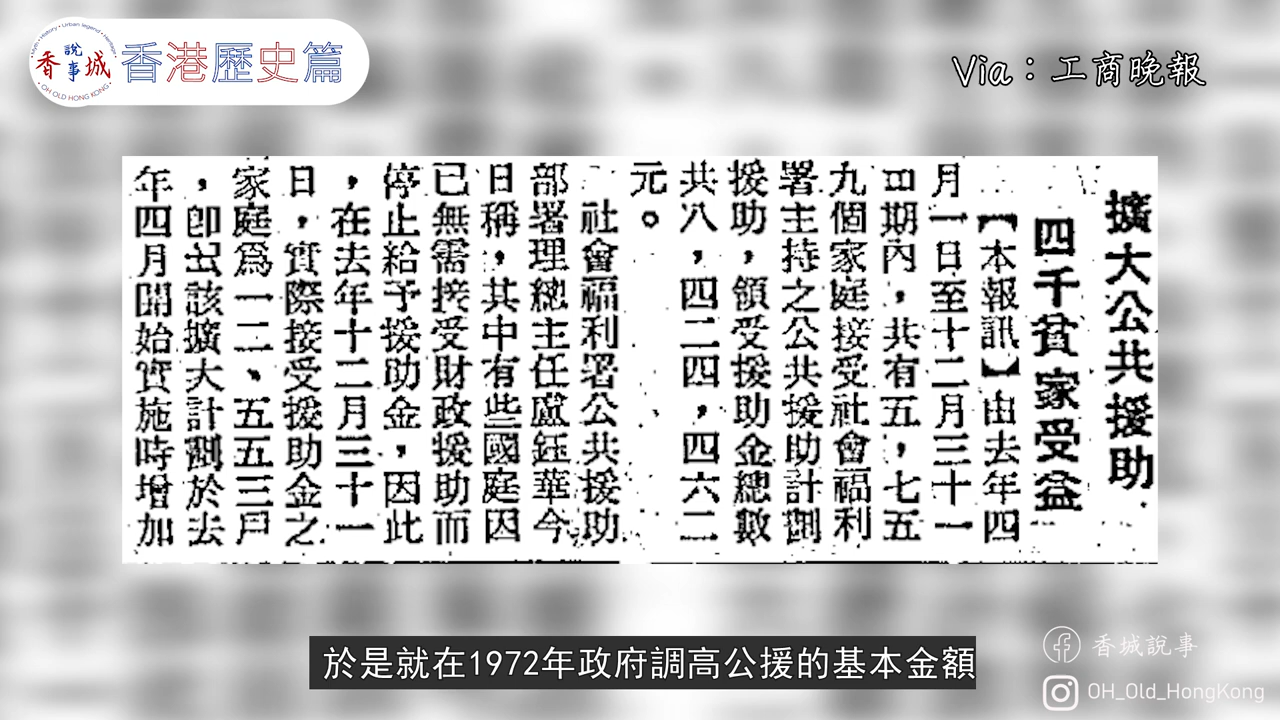 香城說事
• OH OLD HONG KONG •
香港歷史篇
Via：工商晚報
擴大公共援助
四千貧家受益
【本報訊】由去年四
月一日至十二月三十一
日期內，共有五，七五
九個家庭接受社會福利
署主持之公共援助計劃
援助，領受援助金總數
共八，四二四，四六二
元。
社會福利署公共援助
部署理總主任盧鈺華今
日稱，其中有些國庭因
已無需接受財政援助而
停止給予援助金，因此
，在去年十二月三十一
日，實際接受援助金之
家庭爲一二、五五三戶
，卽比該擴大計劃於去
年四月開始實施時增加
於是就在1972年政府調高公援的基本金額
香城說事
OH_Old_HongKong